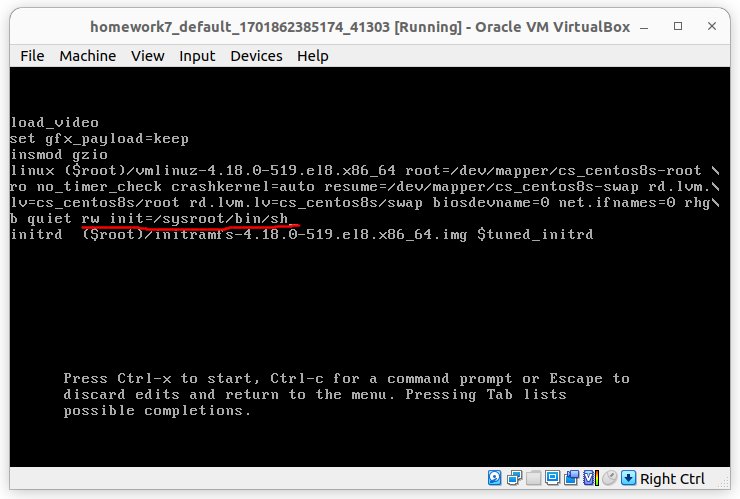 homework7_default_1701862385174_41303 [Running] - Oracle VM VirtualBox
File Machine View Input Devices Help
load_video
set gfx_payload=keep
insmod gzio
linux ($root)/vmlinuz-4.18.0-519.el8.x86_64 root=/dev/mapper/cs_centos8s-root \
ro no_timer_check crashkernel=auto resume=/dev/mapper/cs_centos8s-swap rd.lvm.\
lv=cs_centos8s/root rd.lvm.lv=cs_centos8s/swap biosdevname=0 net.ifnames=0 rhg\
b quiet rw init=/sysroot/bin/sh_
initrd ($root)/initramfs-4.18.0-519.el8.x86_64.img $tuned_initrd
Press Ctrl-x to start, Ctrl-c for a command prompt or Escape to
discard edits and return to the menu. Pressing Tab lists
possible completions.
Right Ctrl